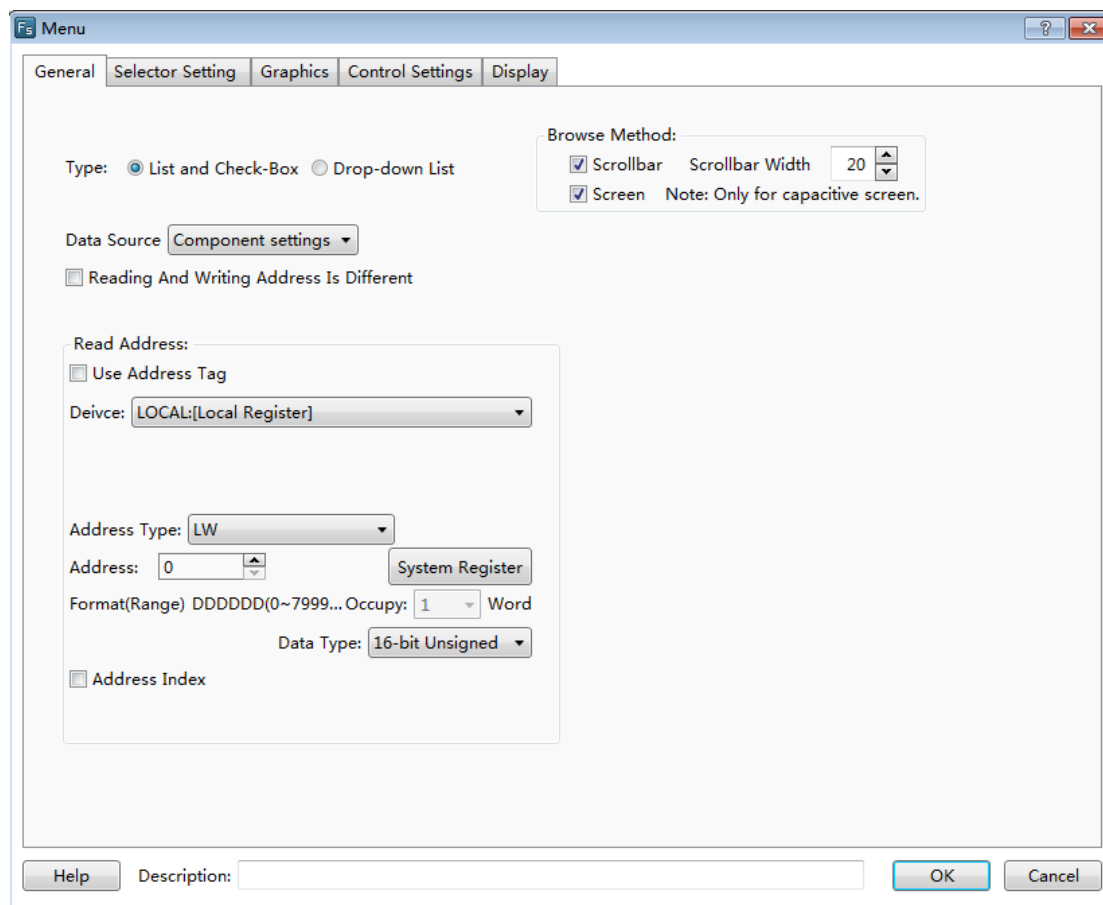 Fs Menu
General Selector Setting Graphics Control Settings Display
Browse Method:
Type: List and Check-Box Drop-down List
Scrollbar Scrollbar Width 20
Screen Note: Only for capacitive screen.
Data Source Component settings
Reading And Writing Address Is Different
Read Address:
Use Address Tag
Deivce: LOCAL:[Local Register]
Address Type: LW
Address: 0 System Register
Format(Range) DDDDDD(0~7999... Occupy: 1 Word
Data Type: 16-bit Unsigned
Address Index
Help Description: OK Cancel